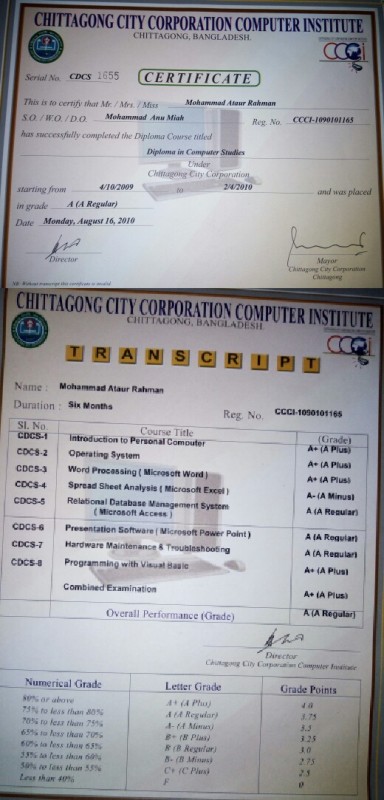 CHITTAGONG CITY CORPORATION COMPUTER INSTITUTE
CHITTAGONG, BANGLADESH.
CCCI
Serial No. CDCS 1655
CERTIFICATE
This is to certify that Mr. / Mrs. / Miss Mohammad Ataur Rahman
S.O. / W.O. / D.O. Mohammad Anu Miah Reg. No. CCCI-1090101165
has successfully completed the Diploma Course titled
Diploma in Computer Studies
Under
Chittagong City Corporation
starting from 4/10/2009 to 2/4/2010 and was placed
in grade A (A Regular)
Date Monday, August 16, 2010
Director
Mayor
Chittagong City Corporation
Chittagong
Without transcript this certificate is invalid
CHITTAGONG CITY CORPORATION COMPUTER INSTITUTE
CHITTAGONG, BANGLADESH.
CCCI
TRANSCRIPT
Name : Mohammad Ataur Rahman
Duration : Six Months Reg. No. CCCI-1090101165
SI. No. Course Title (Grade)
CDCS-1 Introduction to Personal Computer A+ (A Plus)
CDCS-2 Operating System A+ (A Plus)
CDCS-3 Word Processing ( Microsoft Word ) A+ (A Plus)
CDCS-4 Spread Sheet Analysis ( Microsoft Excel ) A- (A Minus)
CDCS-5 Relational Database Management System A (A Regular)
( Microsoft Access )
CDCS-6 Presentation Software ( Microsoft Power Point ) A (A Regular)
CDCS-7 Hardware Maintenance & Troubleshooting A (A Regular)
CDCS-8 Programming with Visual Basic A+ (A Plus)
Combined Examination A+ (A Plus)
Overall Performance (Grade) A (A Regular)
Director
Chittagong City Corporation Computer Institute
Numerical Grade Letter Grade Grade Points
80% or above A+ (A Plus) 4.0
75% to less than 80% A (A Regular) 3.75
70% to less than 75% A- (A Minus) 3.5
65% to less than 70% B+ (B Plus) 3.25
60% to less than 65% B (B Regular) 3.0
55% to less than 60% B- (B Minus) 2.75
50% to less than 55% C+ (C Plus) 2.5
Less than F 0